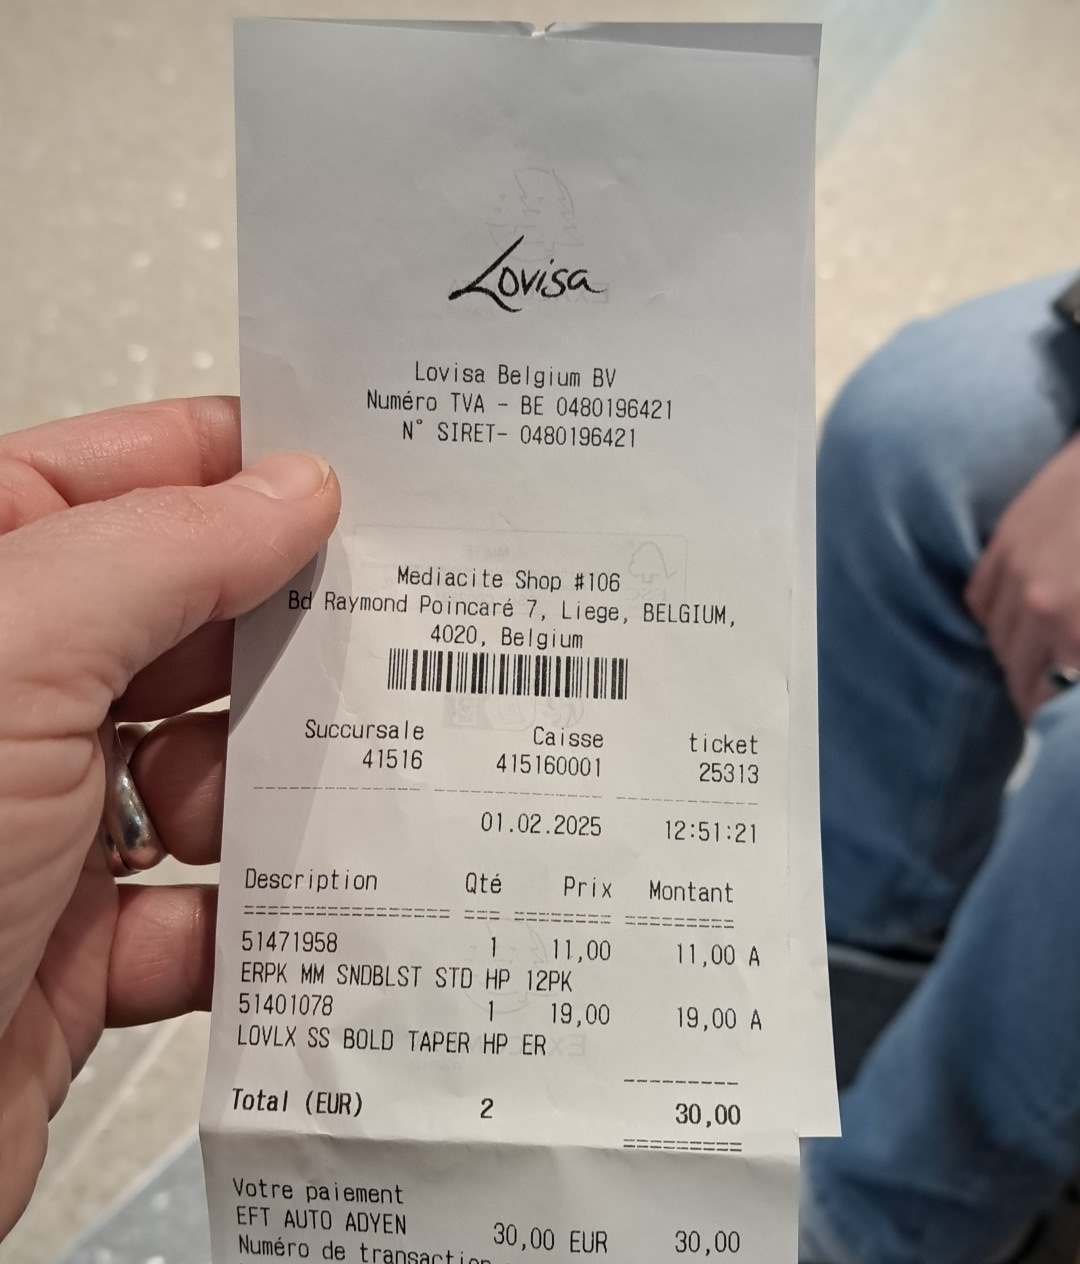 Lovisa
Lovisa Belgium BV
Numéro TVA - BE 0480196421
N° SIRET- 0480196421
Mediacite Shop #106
Bd Raymond Poincaré 7, Liege, BELGIUM,
4020, Belgium
Succursale Caisse ticket
41516 415160001 25313
01.02.2025 12:51:21
Description Qté Prix Montant
51471958 1 11,00 11,00 A
ERPK MM SNDBLST STD HP 12PK
51401078 1 19,00 19,00 A
LOVLX SS BOLD TAPER HP ER
Total (EUR) 2 30,00
Votre paiement
EFT AUTO ADYEN 30,00 EUR 30,00
Numéro de transaction